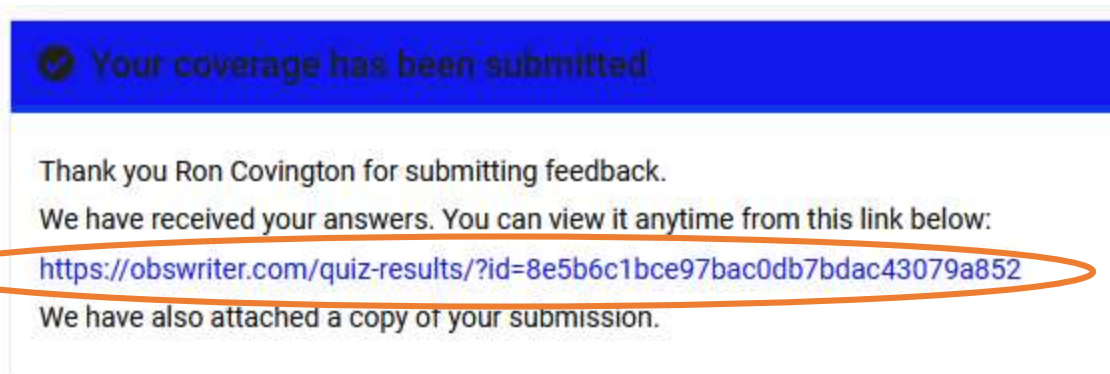 Your coverage has been submitted
Thank you Ron Covington for submitting feedback.
We have received your answers. You can view it anytime from this link below:
https://obswriter.com/quiz-results/?id=8e5b6c1bce97bac0db7bdac43079a852
We have also attached a copy of your submission.